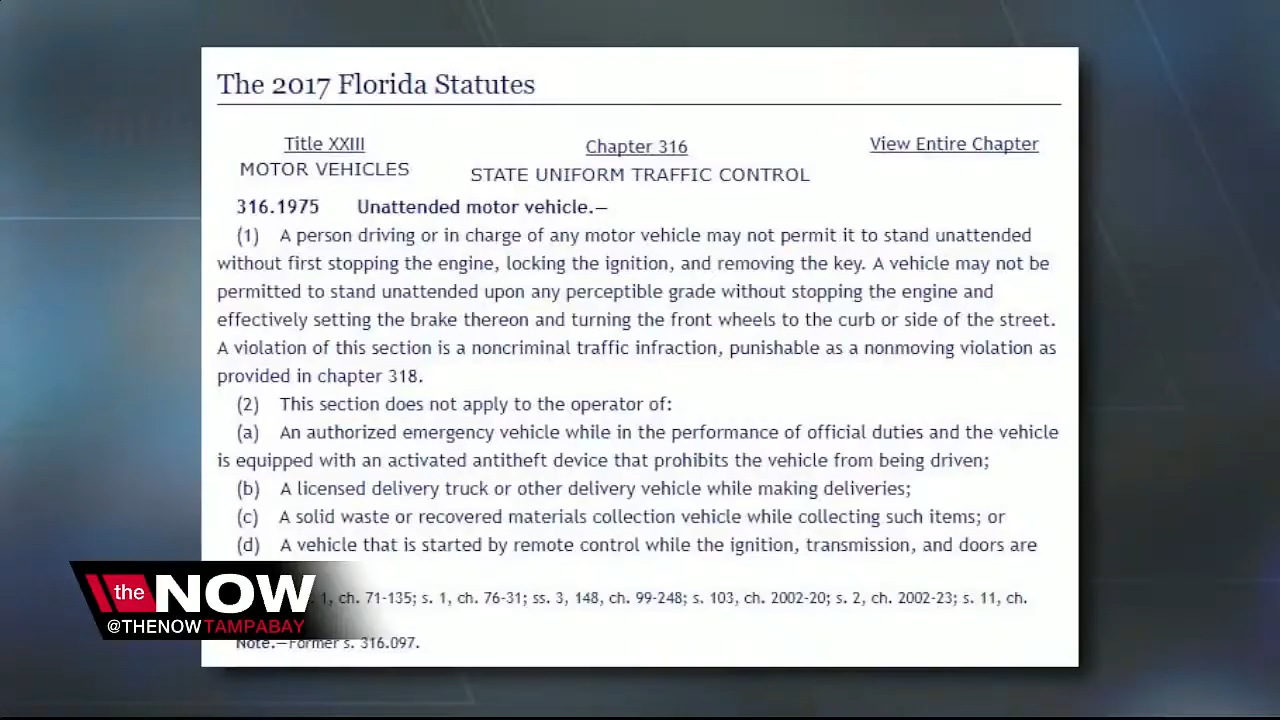 The 2017 Florida Statutes
Title XXIII
MOTOR VEHICLES
Chapter 316
STATE UNIFORM TRAFFIC CONTROL
View Entire Chapter
316.1975 Unattended motor vehicle.—
(1) A person driving or in charge of any motor vehicle may not permit it to stand unattended
without first stopping the engine, locking the ignition, and removing the key. A vehicle may not be
permitted to stand unattended upon any perceptible grade without stopping the engine and
effectively setting the brake thereon and turning the front wheels to the curb or side of the street.
A violation of this section is a noncriminal traffic infraction, punishable as a nonmoving violation as
provided in chapter 318.
(2) This section does not apply to the operator of:
(a) An authorized emergency vehicle while in the performance of official duties and the vehicle
is equipped with an activated antitheft device that prohibits the vehicle from being driven;
(b) A licensed delivery truck or other delivery vehicle while making deliveries;
(c) A solid waste or recovered materials collection vehicle while collecting such items; or
(d) A vehicle that is started by remote control while the ignition, transmission, and doors are
1, ch. 71-135; s. 1, ch. 76-31; ss. 3, 148, ch. 99-248; s. 103, ch. 2002-20; s. 2, ch. 2002-23; s. 11, ch.
Note.—Former s. 316.097.
the NOW
@THENOWTAMPABAY